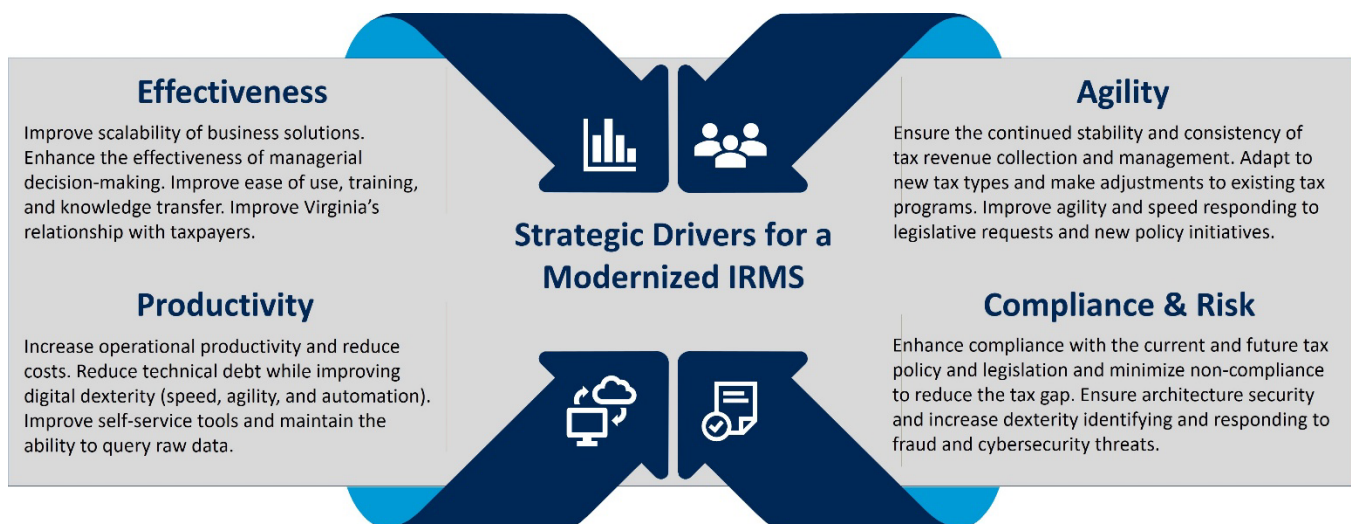 Effectiveness
Improve scalability of business solutions.
Enhance the effectiveness of managerial
decision-making. Improve ease of use, training,
and knowledge transfer. Improve Virginia's
relationship with taxpayers.
Productivity
Increase operational productivity and reduce
costs. Reduce technical debt while improving
digital dexterity (speed, agility, and automation).
Improve self-service tools and maintain the
ability to query raw data.
Strategic Drivers for a
Modernized IRMS
Agility
Ensure the continued stability and consistency of
tax revenue collection and management. Adapt to
new tax types and make adjustments to existing tax
programs. Improve agility and speed responding to
legislative requests and new policy initiatives.
Compliance & Risk
Enhance compliance with the current and future tax
policy and legislation and minimize non-compliance
to reduce the tax gap. Ensure architecture security
and increase dexterity identifying and responding to
fraud and cybersecurity threats.